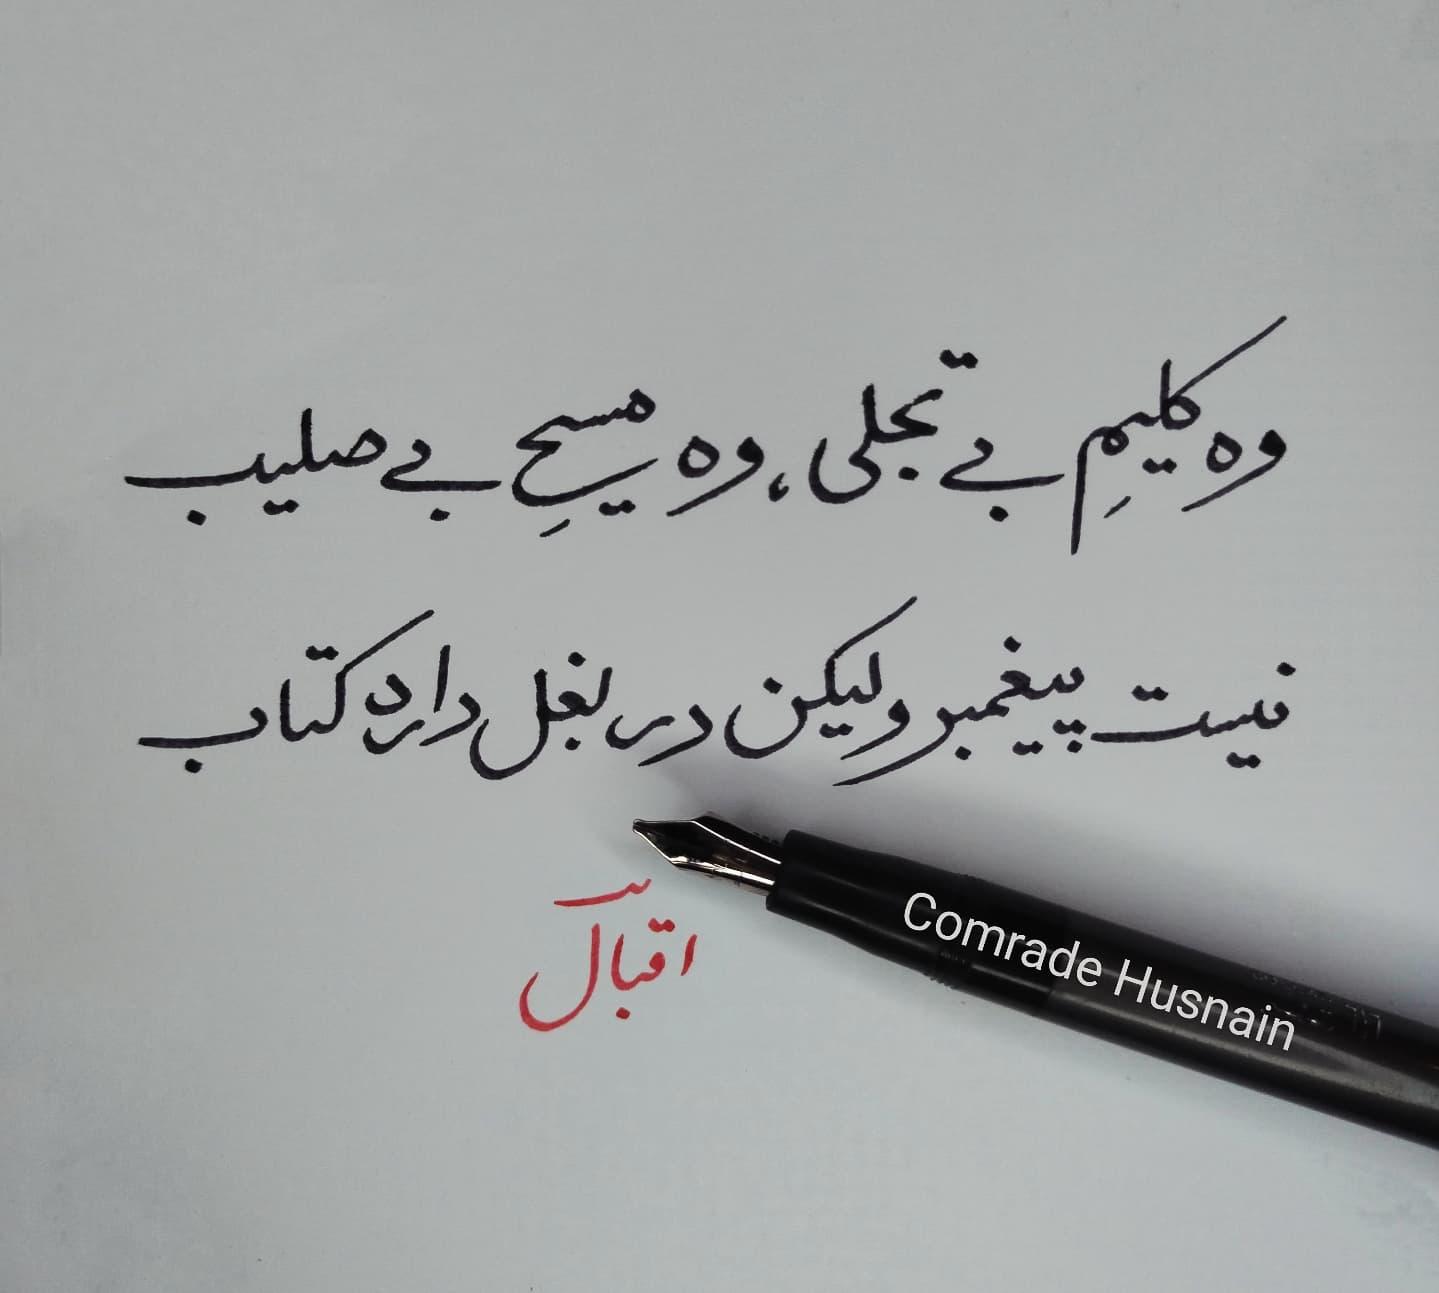 وہ کلیمِ بے تجلی، وہ مسیحِ بے صلیب
نیست پیغمبر ولیکن در بغل دارد کتاب
اقبالؔ
Comrade Husnain